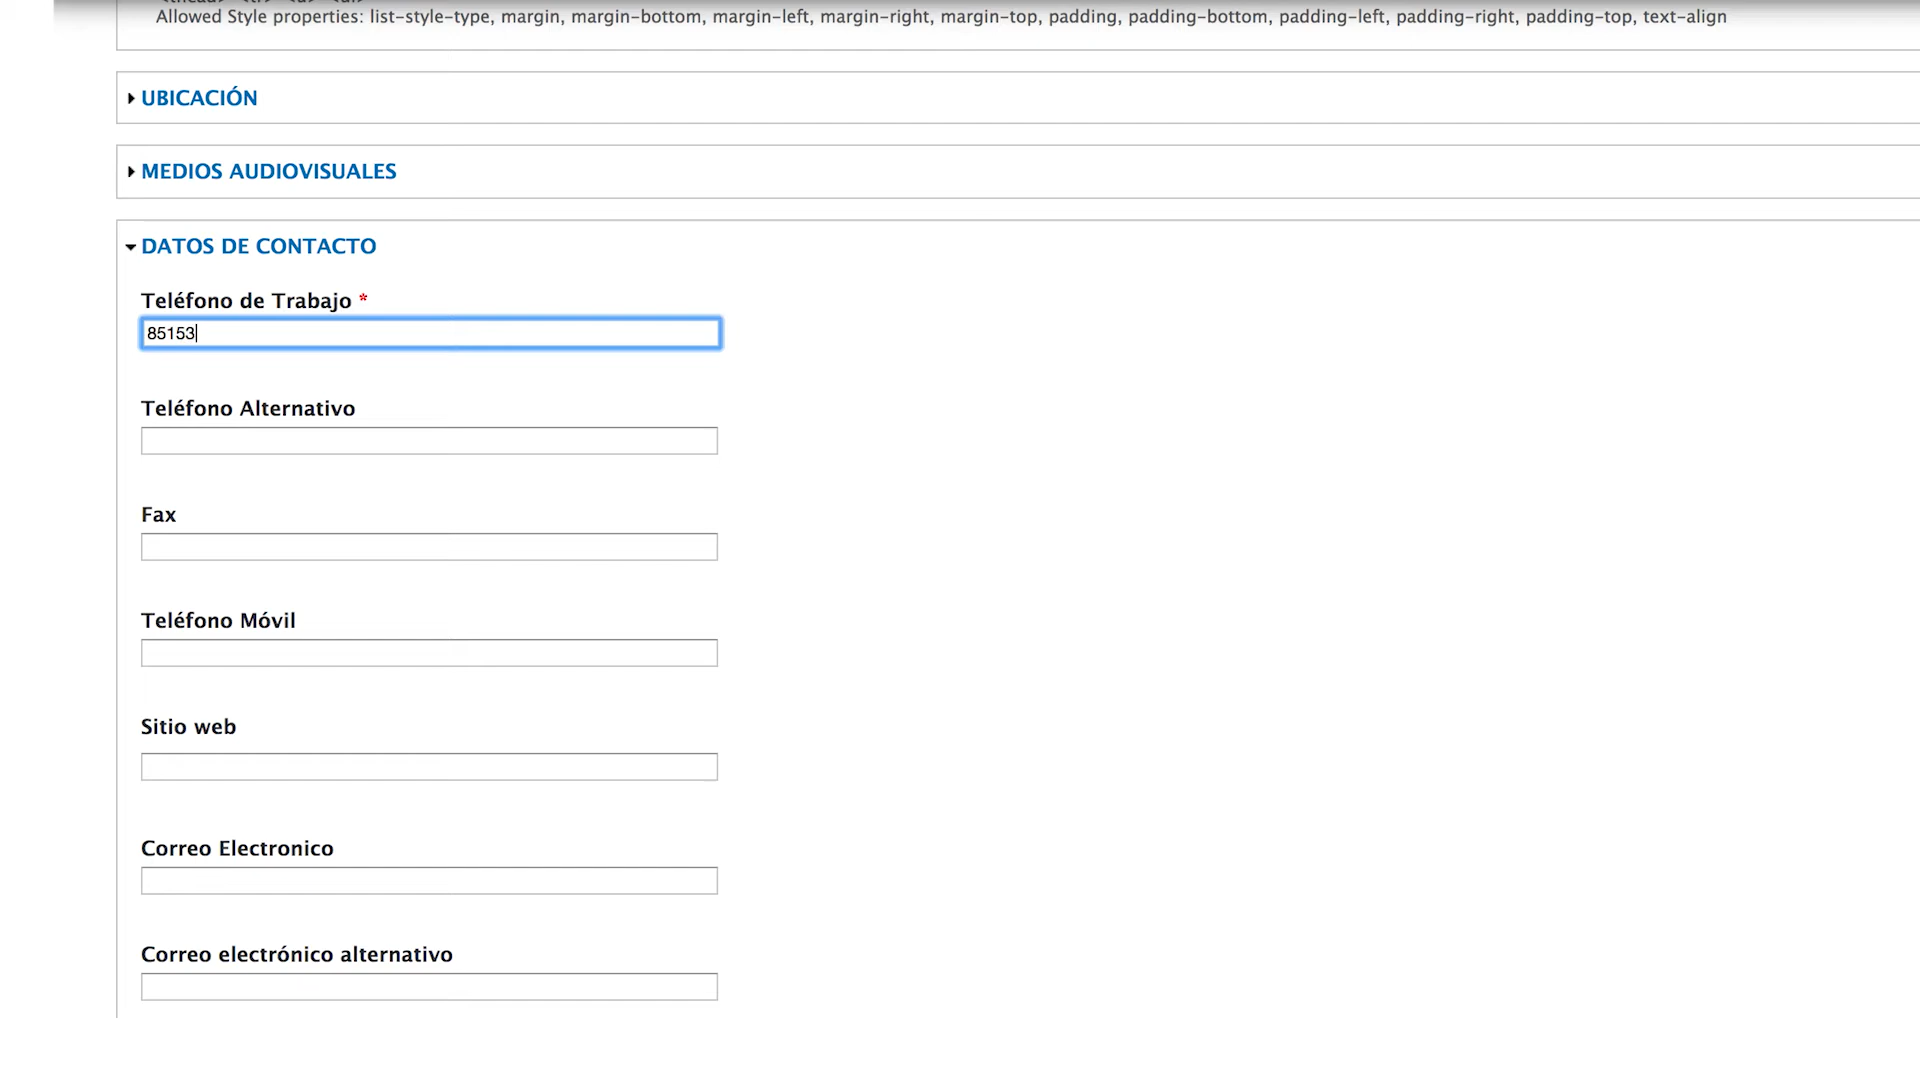 Allowed Style properties: list-style-type, margin, margin-bottom, margin-left, margin-right, margin-top, padding, padding-bottom, padding-left, padding-right, padding-top, text-align
UBICACIÓN
MEDIOS AUDIOVISUALES
DATOS DE CONTACTO
Teléfono de Trabajo *
85153
Teléfono Alternativo
Fax
Teléfono Móvil
Sitio web
Correo Electronico
Correo electrónico alternativo